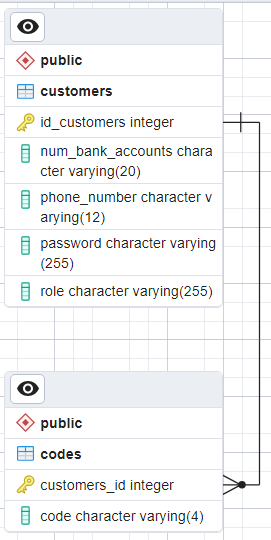 public
customers
id_customers integer
num_bank_accounts chara
cter varying(20)
phone_number character v
arying(12)
password character varying
(255)
role character varying(255)
public
codes
customers_id integer
code character varying(4)